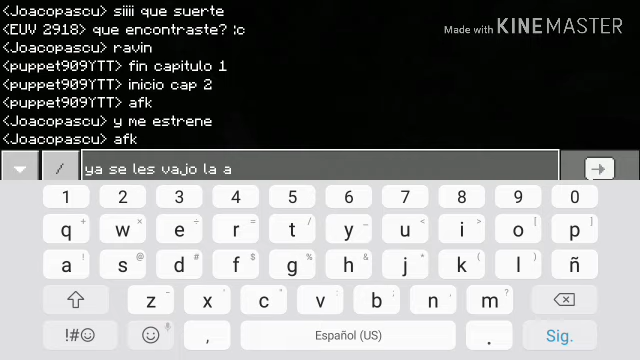 <Joacopascu> siiii que suerte
<EUV 2918> que encontraste? :c
Made with KINEMASTER
<Joacopascu> ravin
<puppet909YTT> fin capitulo 1
<puppet909YTT> inicio cap 2
<puppet909YTT> afk
<Joacopascu> y me estrene
<Joacopascu> afk
/ ya se les vajo la a
1 2 3 4 5 6 7 8 9 0
q + w × e ÷ r = t / y _ u < i > o [ p ]
a ! s @ d # f $ g % h & j * k ( l ) ñ
z - x ' c " v : b ; n , m ?
!#☺ , Español (US) . Sig.